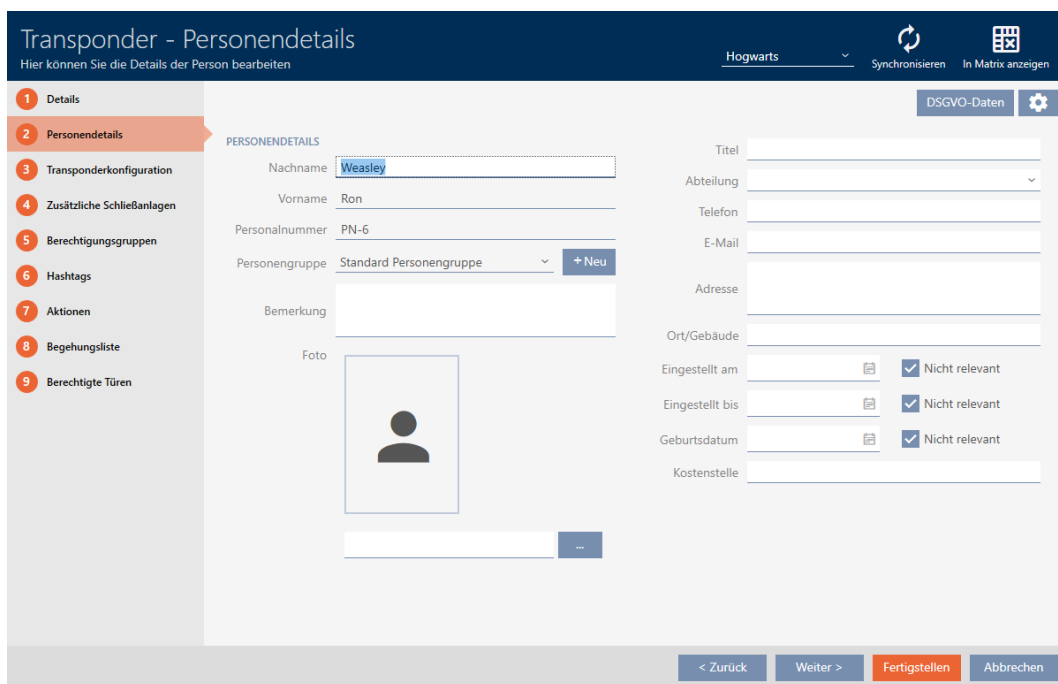 Transponder - Personendetails
Hier können Sie die Details der Person bearbeiten
Hogwarts
Synchronisieren
In Matrix anzeigen
1 Details
2 Personendetails
3 Transponderkonfiguration
4 Zusätzliche Schließanlagen
5 Berechtigungsgruppen
6 Hashtags
7 Aktionen
8 Begehungsliste
9 Berechtigte Türen
DSGVO-Daten
PERSONENDETAILS
Nachname Weasley
Vorname Ron
Personalnummer PN-6
Personengruppe Standard Personengruppe + Neu
Bemerkung
Foto
...
Titel
Abteilung
Telefon
E-Mail
Adresse
Ort/Gebäude
Eingestellt am Nicht relevant
Eingestellt bis Nicht relevant
Geburtsdatum Nicht relevant
Kostenstelle
< Zurück
Weiter >
Fertigstellen
Abbrechen